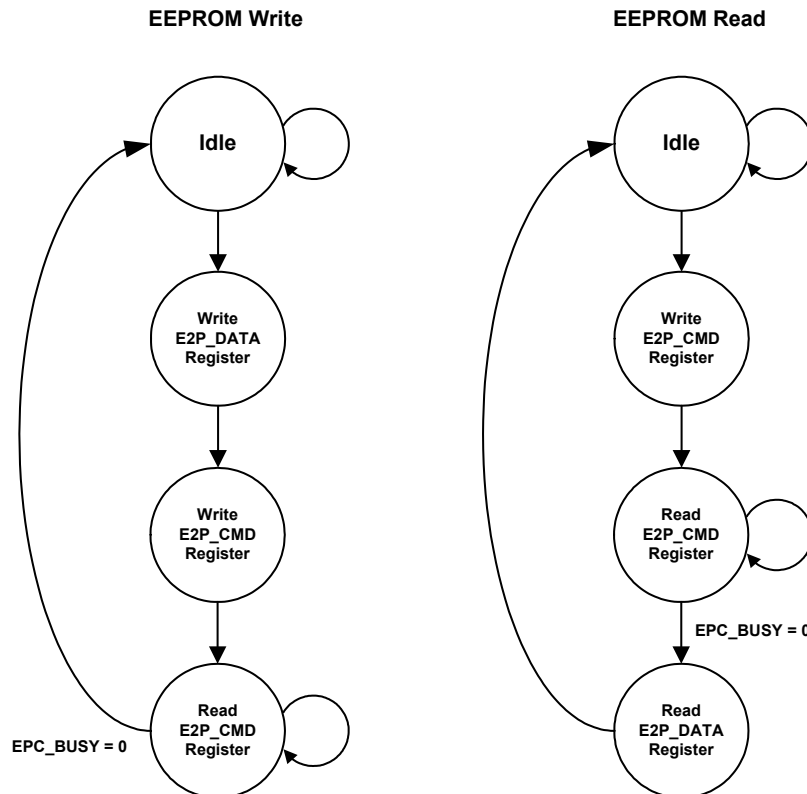 EEPROM Write
EEPROM Read
Idle
Idle
Write
E2P_DATA
Register
Write
E2P_CMD
Register
Write
E2P_CMD
Register
Read
E2P_CMD
Register
EPC_BUSY = 0
Read
E2P_CMD
Register
EPC_BUSY = 0
Read
E2P_DATA
Register